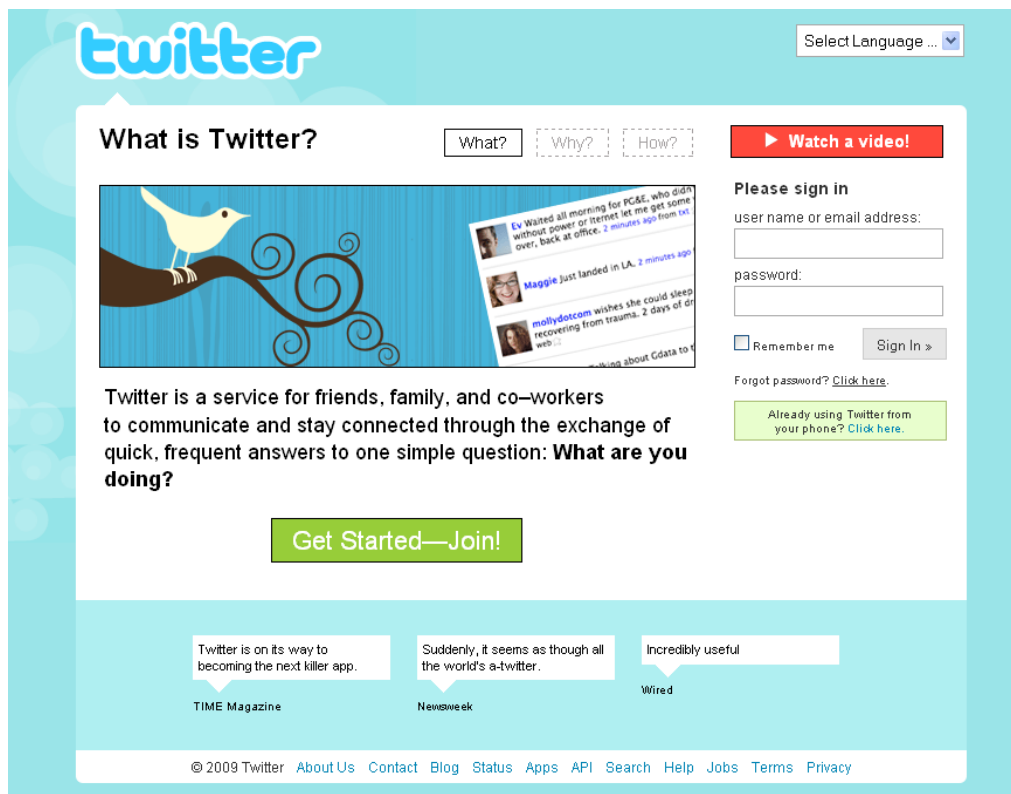 twitter
Select Language ...
What is Twitter?
What?
Why?
How?
Watch a video!
Ev Waited all morning for PG&E, who didn
without power or iternet let me get some
over, back at office. 2 minutes ago from txt
Maggie Just landed in LA. 2 minutes ago
mollydotcom wishes she could sleep
recovering from trauma. 2 days of dr
web
Talking about Gdata to t
Twitter is a service for friends, family, and co–workers
to communicate and stay connected through the exchange of
quick, frequent answers to one simple question: What are you
doing?
Get Started—Join!
Please sign in
user name or email address:
password:
Remember me
Sign In »
Forgot password? Click here.
Already using Twitter from
your phone? Click here.
Twitter is on its way to
becoming the next killer app.
TIME Magazine
Suddenly, it seems as though all
the world's a-twitter.
Newsweek
Incredibly useful
Wired
© 2009 Twitter About Us Contact Blog Status Apps API Search Help Jobs Terms Privacy